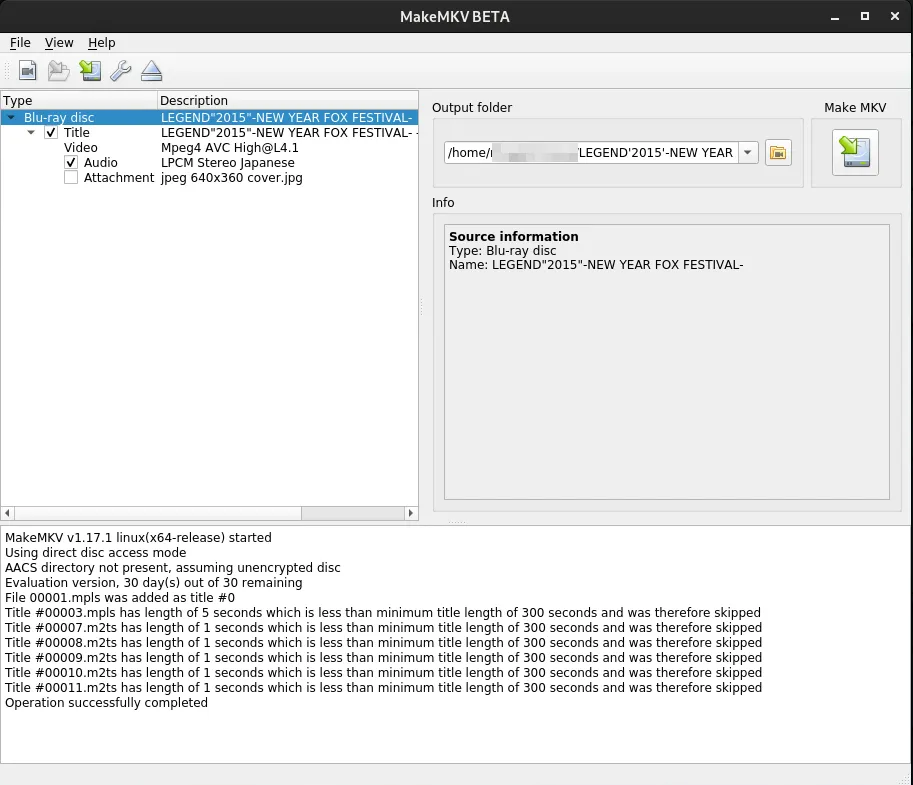 MakeMKV BETA
File View Help
Type Description
Blu-ray disc LEGEND"2015"-NEW YEAR FOX FESTIVAL-
Title LEGEND"2015"-NEW YEAR FOX FESTIVAL- -
Video Mpeg4 AVC High@L4.1
Audio LPCM Stereo Japanese
Attachment jpeg 640x360 cover.jpg
Output folder
/home/ /LEGEND'2015'-NEW YEAR
Make MKV
Info
Source information
Type: Blu-ray disc
Name: LEGEND"2015"-NEW YEAR FOX FESTIVAL-
MakeMKV v1.17.1 linux(x64-release) started
Using direct disc access mode
AACS directory not present, assuming unencrypted disc
Evaluation version, 30 day(s) out of 30 remaining
File 00001.mpls was added as title #0
Title #00003.mpls has length of 5 seconds which is less than minimum title length of 300 seconds and was therefore skipped
Title #00007.m2ts has length of 1 seconds which is less than minimum title length of 300 seconds and was therefore skipped
Title #00008.m2ts has length of 1 seconds which is less than minimum title length of 300 seconds and was therefore skipped
Title #00009.m2ts has length of 1 seconds which is less than minimum title length of 300 seconds and was therefore skipped
Title #00010.m2ts has length of 1 seconds which is less than minimum title length of 300 seconds and was therefore skipped
Title #00011.m2ts has length of 1 seconds which is less than minimum title length of 300 seconds and was therefore skipped
Operation successfully completed